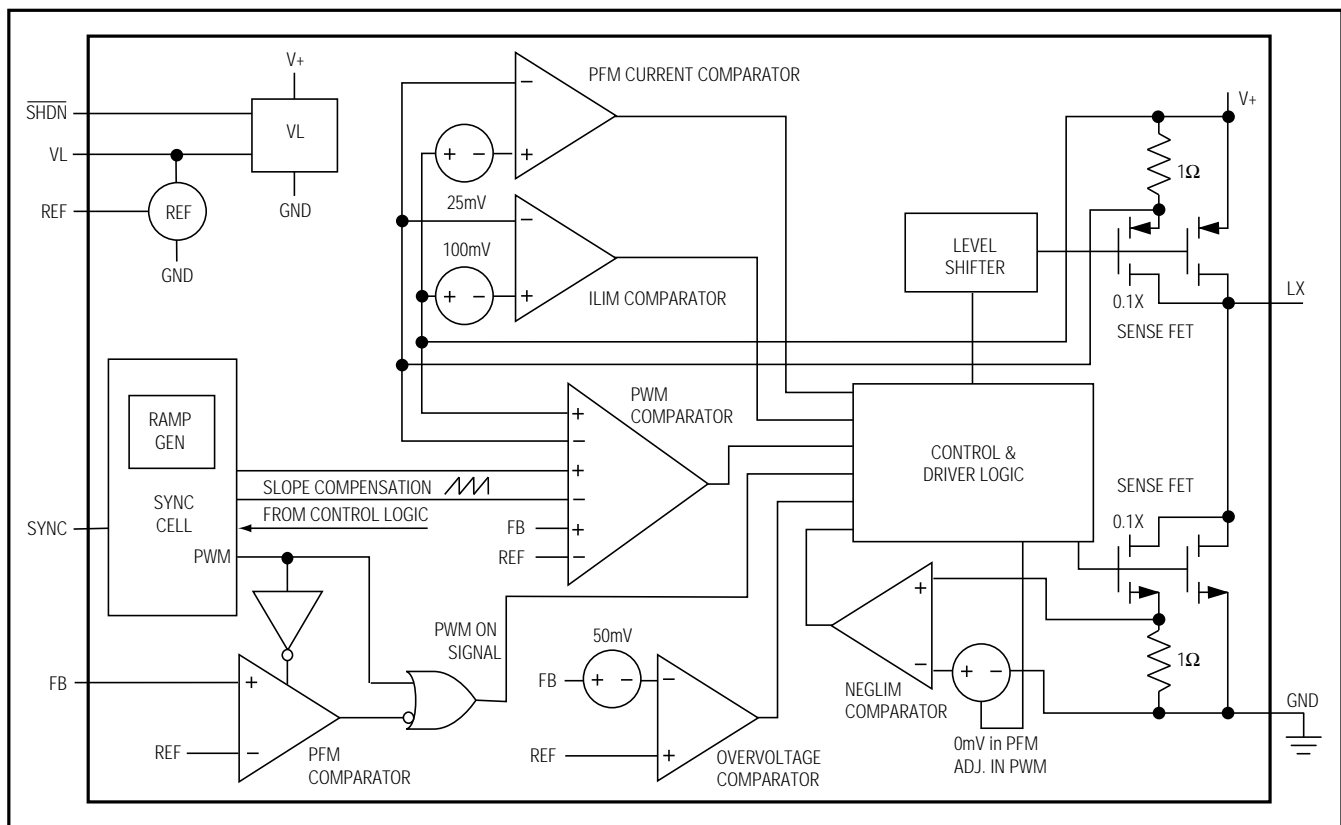 V+
SHDN
VL
VL
REF
REF
GND
GND
PFM CURRENT COMPARATOR
−
+ −
+
25mV
−
100mV
+ −
+
ILIM COMPARATOR
V+
1Ω
LEVEL
SHIFTER
0.1X
SENSE FET
LX
RAMP
GEN
SYNC
CELL
SYNC
PWM
SLOPE COMPENSATION
FROM CONTROL LOGIC
PWM
COMPARATOR
+
−
+
−
FB
+
REF
−
CONTROL &
DRIVER LOGIC
SENSE FET
0.1X
PWM ON
SIGNAL
FB
+
REF
−
PFM
COMPARATOR
50mV
FB
+ −
−
REF
+
OVERVOLTAGE
COMPARATOR
+
−
+ −
NEGLIM
COMPARATOR
0mV in PFM
ADJ. IN PWM
1Ω
GND